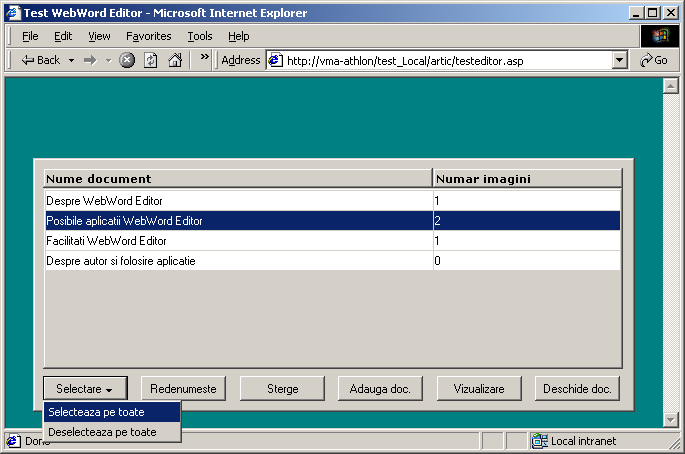 Test WebWord Editor - Microsoft Internet Explorer
File Edit View Favorites Tools Help
Back » Address http://vma-athlon/test_Local/artic/testeditor.asp Go
Nume document Numar imagini
Despre WebWord Editor 1
Posibile aplicatii WebWord Editor 2
Facilitati WebWord Editor 1
Despre autor si folosire aplicatie 0
Selectare Redenumeste Sterge Adauga doc. Vizualizare Deschide doc.
Selecteaza pe toate
Deselecteaza pe toate
Done Local intranet